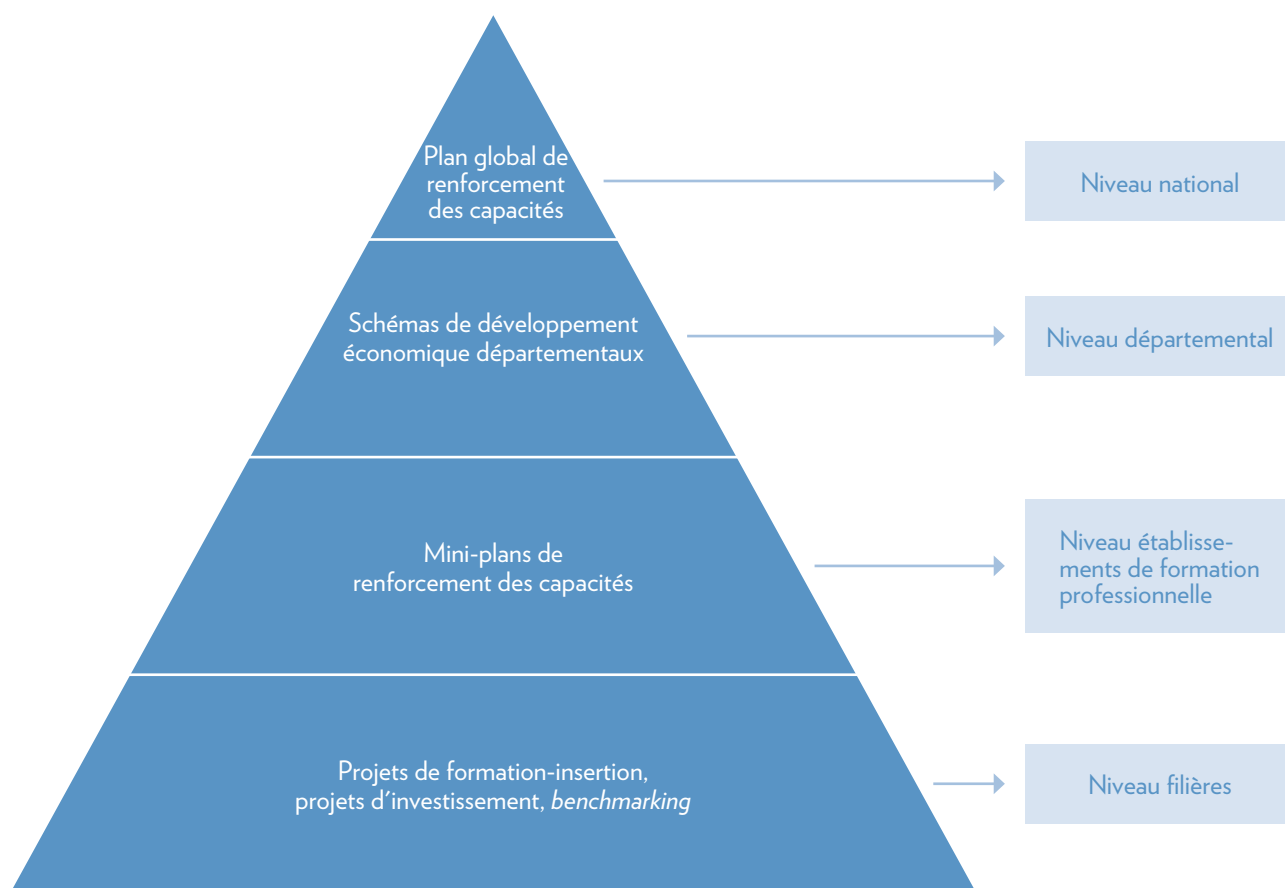 Plan global de
renforcement
des capacités
Niveau national
Schémas de développement
économique départementaux
Niveau départemental
Mini-plans de
renforcement des capacités
Niveau établisse-
ments de formation
professionnelle
Projets de formation-insertion,
projets d'investissement, benchmarking
Niveau filières